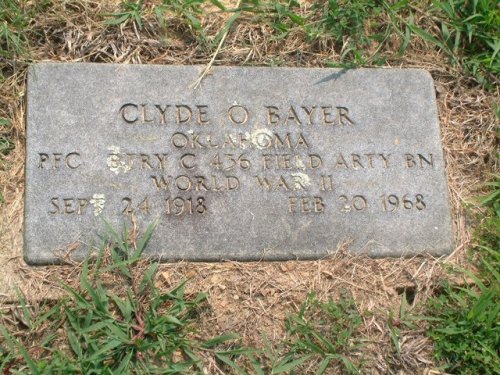 CLYDE O BAYER
OKLAHOMA
PFC BTRY C 436 FIELD ARTY BN
WORLD WAR II
SEPT 24 1918 FEB 20 1968